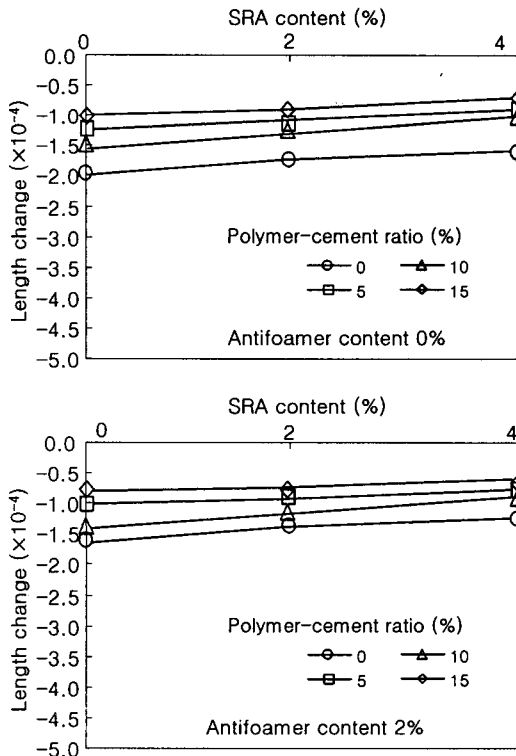 SRA content (%)
0 2 4
0.0
-0.5
-1.0
-1.5
-2.0
-2.5
-3.0
-3.5
-4.0
-4.5
-5.0
Length change (×10⁻⁴)
Polymer-cement ratio (%)
0 10
5 15
Antifoamer content 0%
SRA content (%)
0 2 4
0.0
-0.5
-1.0
-1.5
-2.0
-2.5
-3.0
-3.5
-4.0
-4.5
-5.0
Length change (×10⁻⁴)
Polymer-cement ratio (%)
0 10
5 15
Antifoamer content 2%